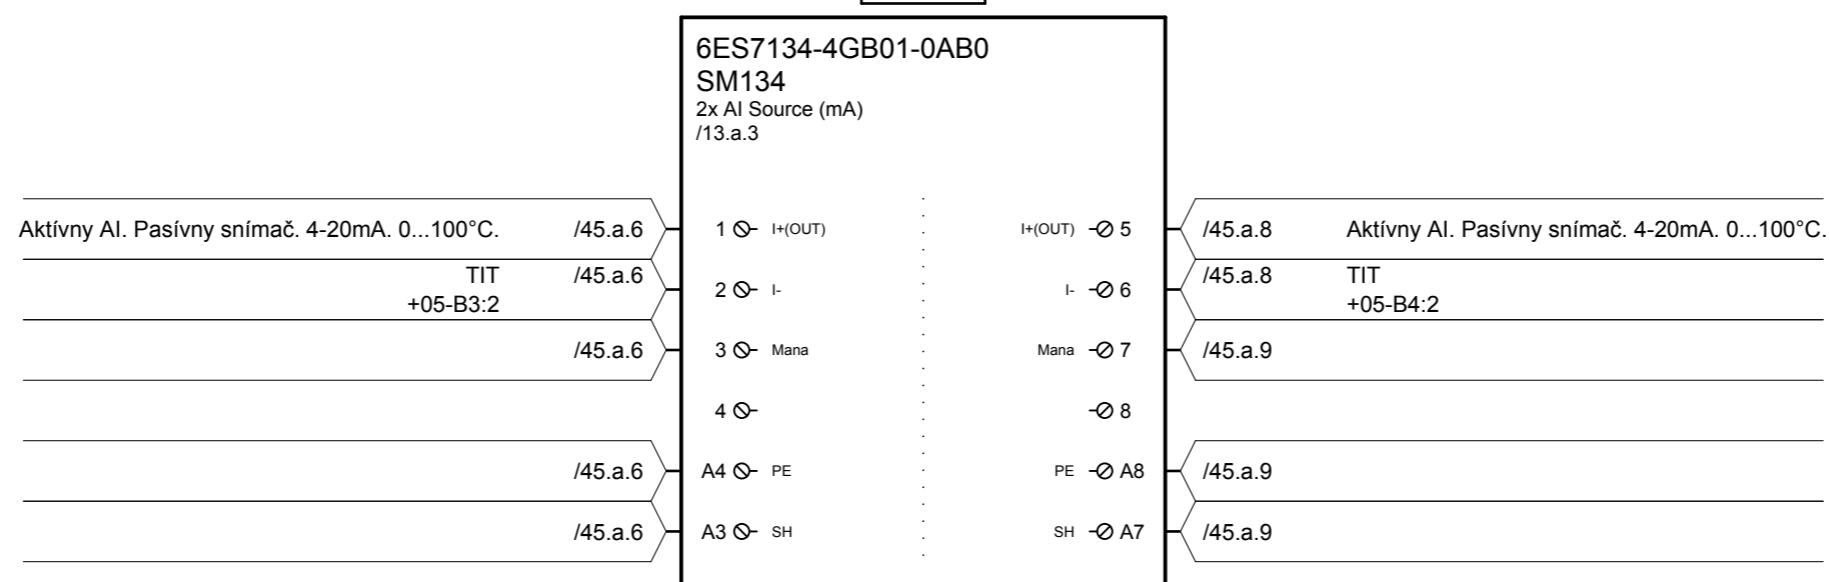 6ES7134-4GB01-0AB0
SM134
2x AI Source (mA)
/13.a.3
Aktívny AI. Pasívny snímač. 4-20mA. 0...100°C. /45.a.6 1 I+(OUT) I+(OUT) 5 /45.a.8 Aktívny AI. Pasívny snímač. 4-20mA. 0...100°C.
TIT /45.a.6 2 I- I- 6 /45.a.8 TIT
+05-B3:2 +05-B4:2
/45.a.6 3 Mana Mana 7 /45.a.9
4 8
/45.a.6 A4 PE PE A8 /45.a.9
/45.a.6 A3 SH SH A7 /45.a.9